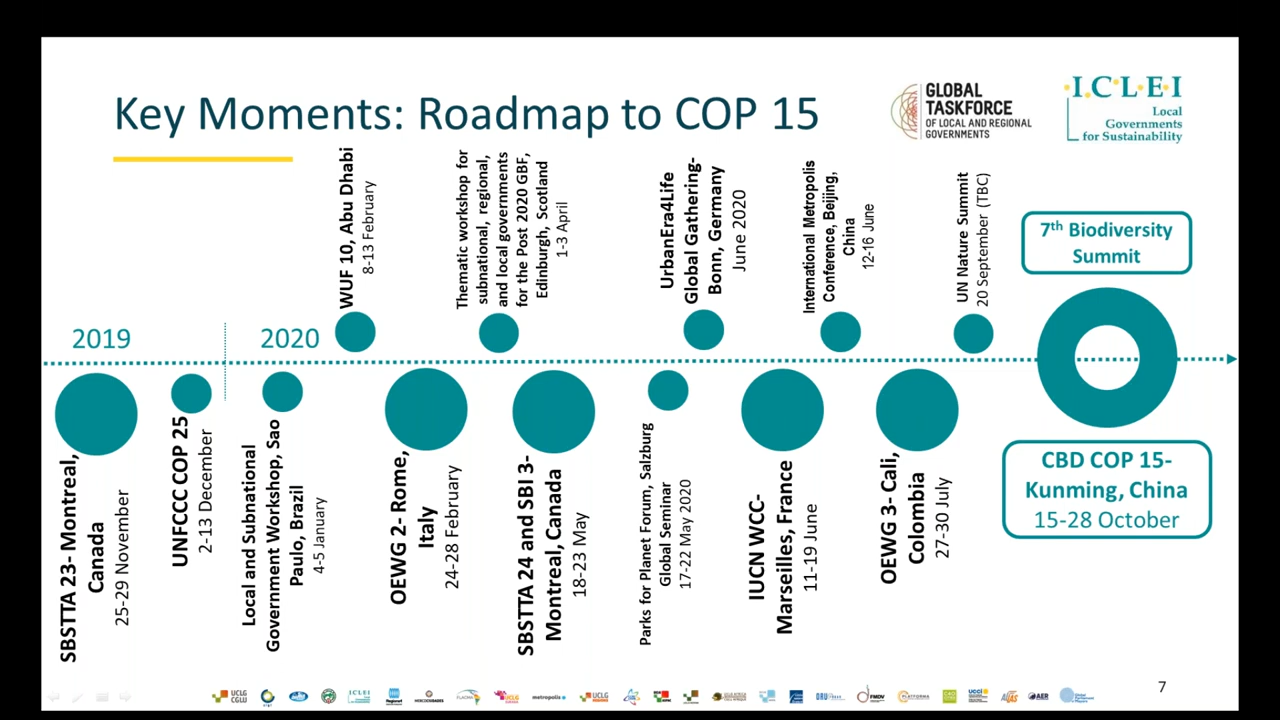 Key Moments: Roadmap to COP 15
GLOBAL
TASKFORCE
OF LOCAL AND REGIONAL
GOVERNMENTS
I.C.L.E.I
Local
Governments
for Sustainability
WUF 10, Abu Dhabi
8-13 February
Thematic workshop for
subnational, regional,
and local governments
for the Post 2020 GBF,
Edinburgh, Scotland
1-3 April
UrbanEra4Life
Global Gathering-
Bonn, Germany
June 2020
International Metropolis
Conference, Beijing,
China
12-16 June
UN Nature Summit
20 September (TBC)
7th Biodiversity
Summit
2019
2020
SBSTTA 23- Montreal,
Canada
25-29 November
UNFCCC COP 25
2-13 December
Local and Subnational
Government Workshop, Sao
Paulo, Brazil
4-5 January
OEWG 2- Rome,
Italy
24-28 February
SBSTTA 24 and SBI 3-
Montreal, Canada
18-23 May
Parks for Planet Forum, Salzburg
Global Seminar
17-22 May 2020
IUCN WCC-
Marseilles, France
11-19 June
OEWG 3- Cali,
Colombia
27-30 July
CBD COP 15-
Kunming, China
15-28 October
UCLG
CGLU
ICLEI
metropolis
UCLG
FMDV
PLATFORMA
AER
7